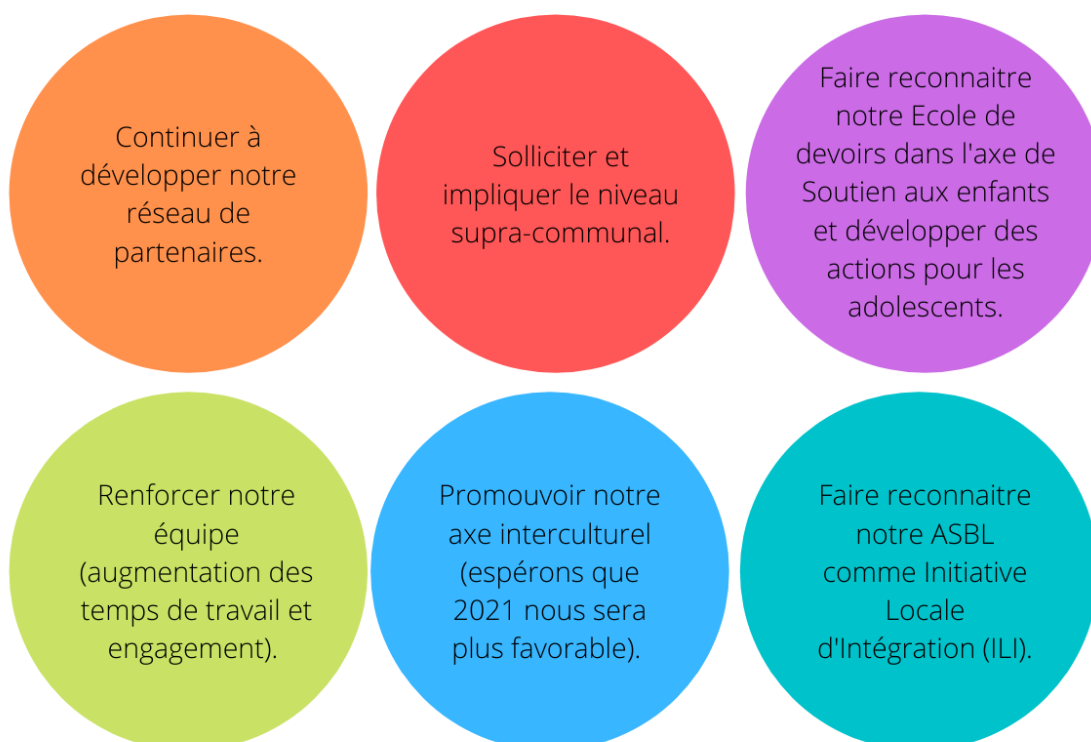 Continuer à
développer notre
réseau de
partenaires.
Solliciter et
impliquer le niveau
supra-communal.
Faire reconnaitre
notre Ecole de
devoirs dans l'axe de
Soutien aux enfants
et développer des
actions pour les
adolescents.
Renforcer notre
équipe
(augmentation des
temps de travail et
engagement).
Promouvoir notre
axe interculturel
(espérons que
2021 nous sera
plus favorable).
Faire reconnaitre
notre ASBL
comme Initiative
Locale
d'Intégration (ILI).